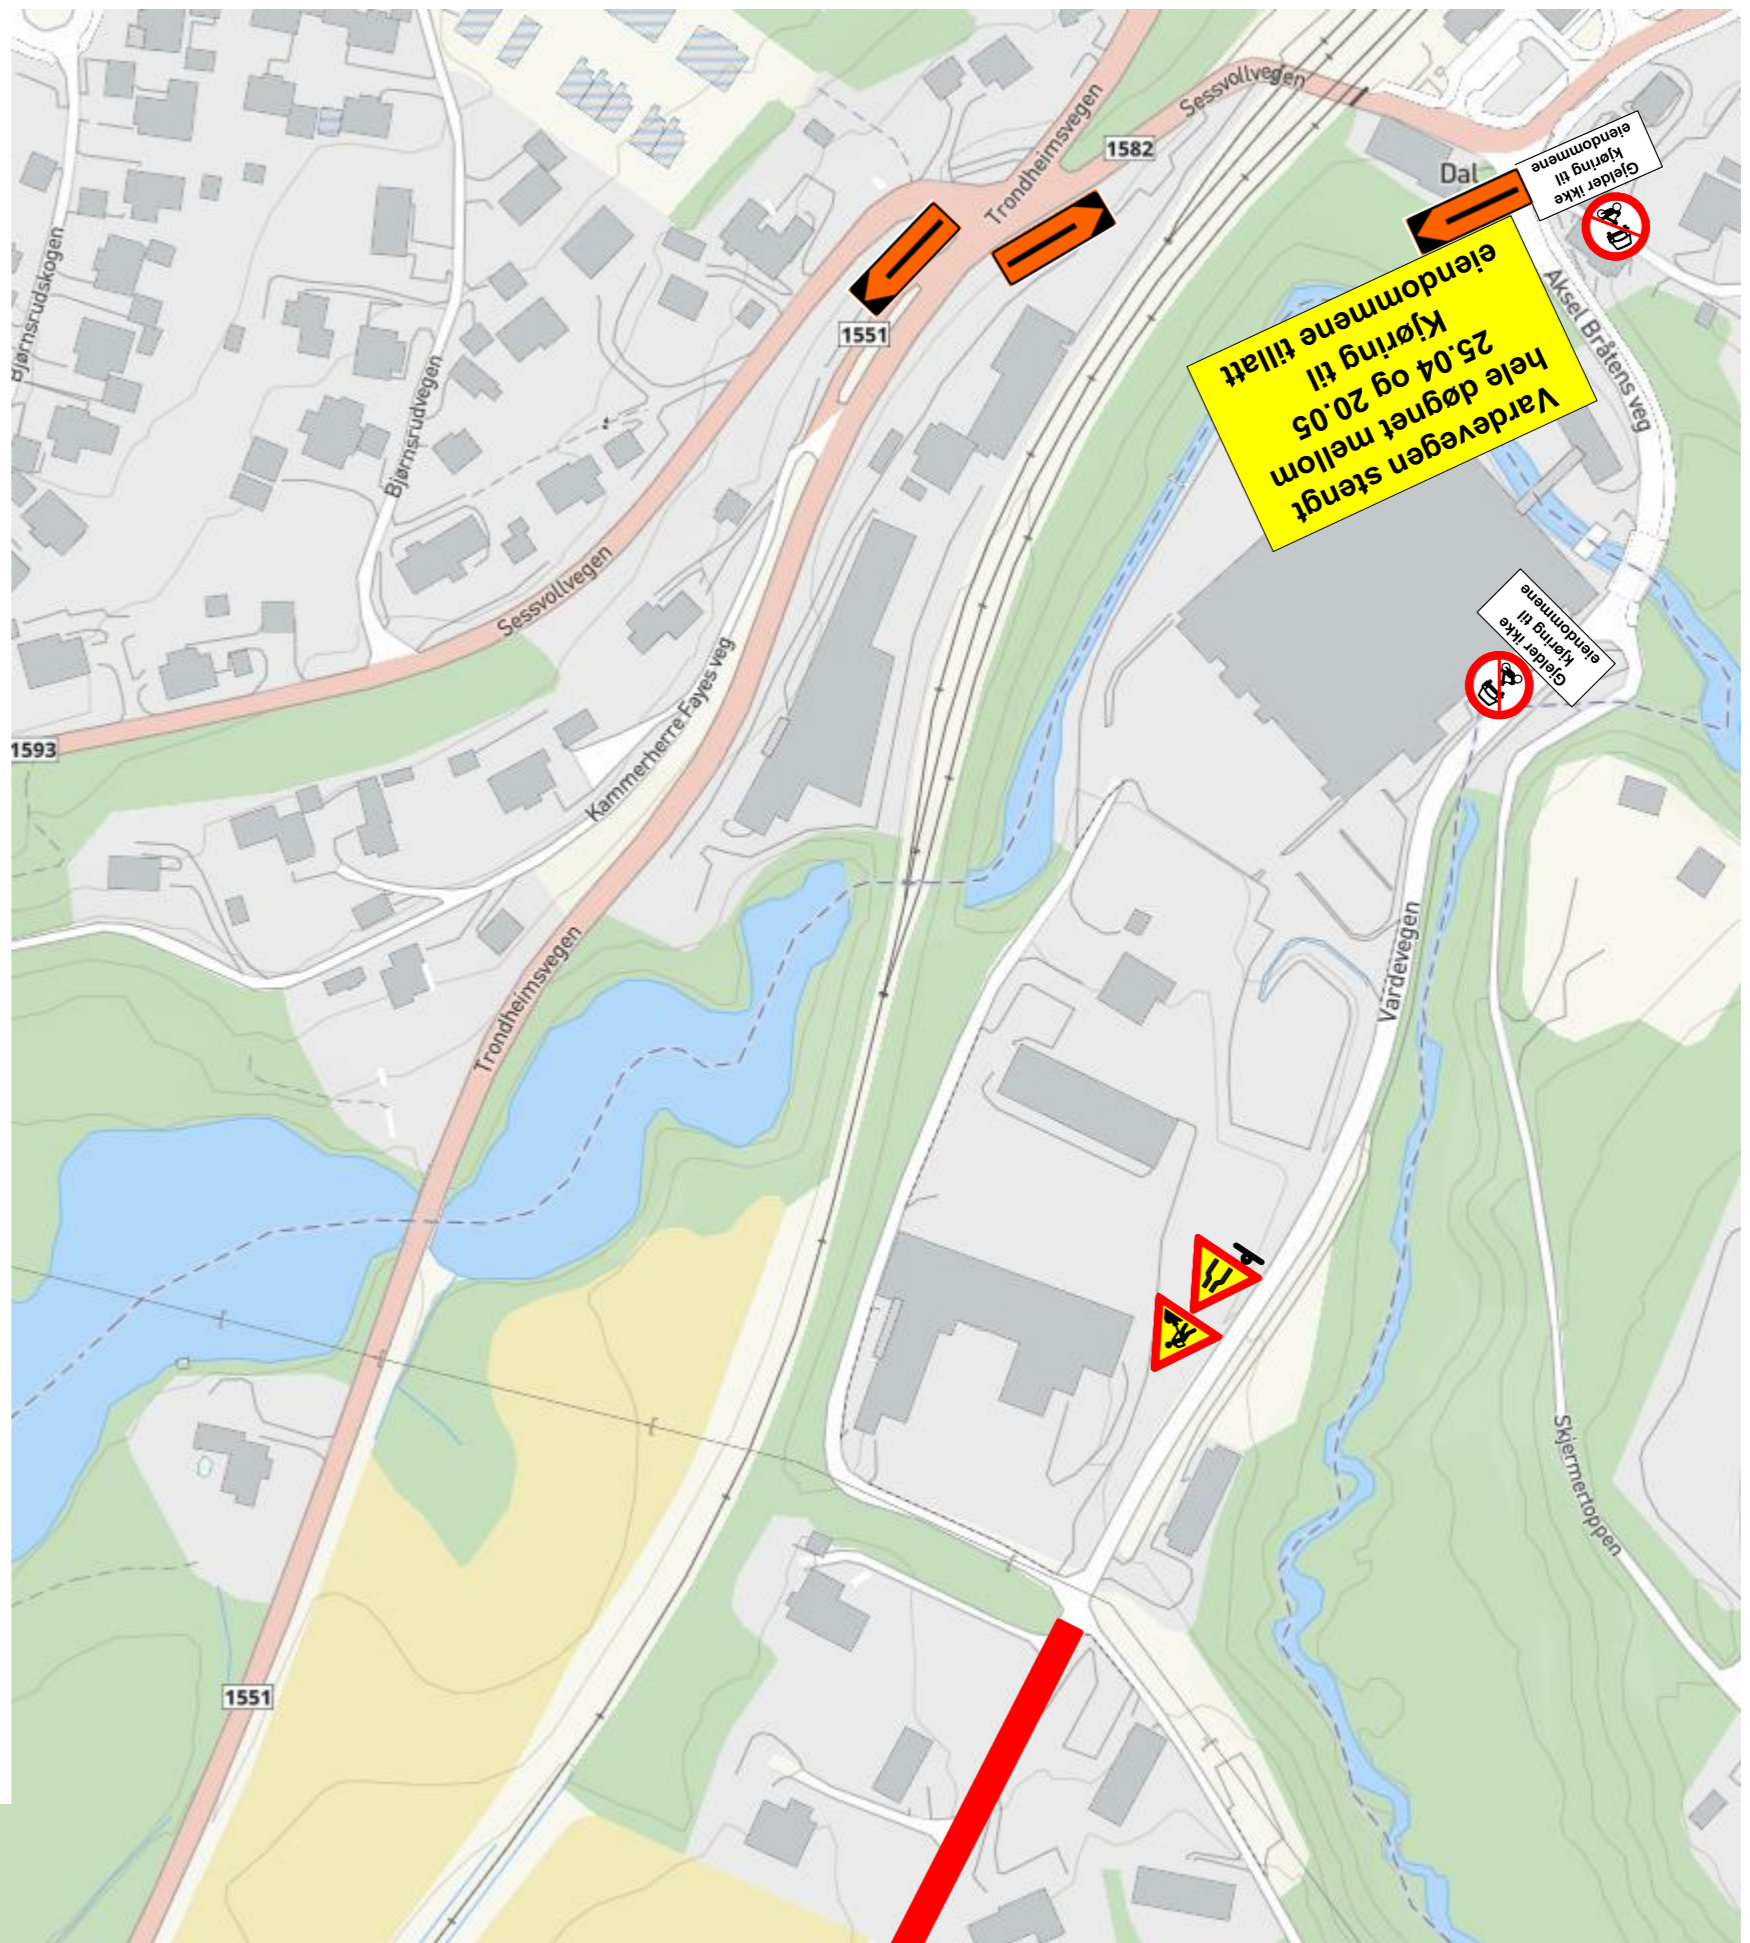 Sessvollvegen
Trondheimsvegen
Sessvollvegen
1582
Dal
Gjelder ikke
kjøring til
eiendommene
Bjørnsrudskogen
Bjørnsrudvegen
1551
Aksel Bråtens veg
Vardevegen stengt
hele døgnet mellom
25.04 og 20.05
Kjøring til
eiendommene tillatt
Kammerherre Fayes veg
Gjelder ikke
kjøring til
eiendommene
1593
Trondheimsvegen
Vardevegen
Skjermertoppen
1551